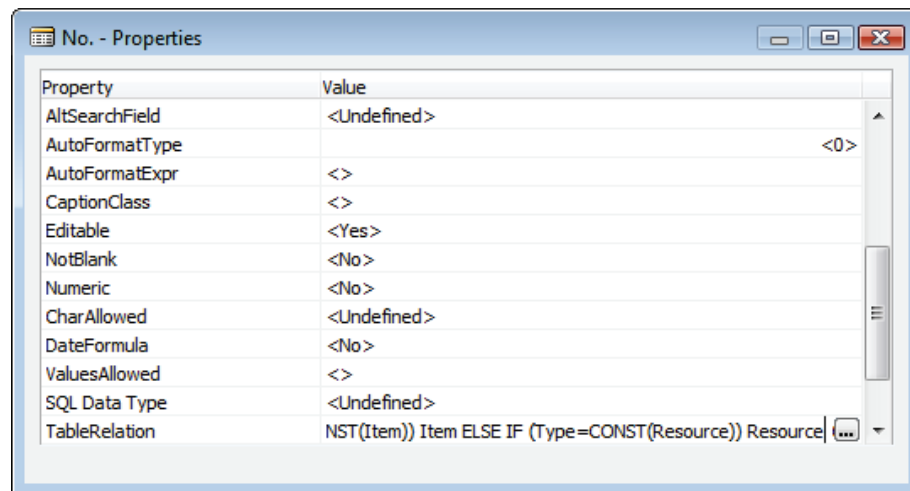 No. - Properties
Property Value
AltSearchField <Undefined>
AutoFormatType <0>
AutoFormatExpr <>
CaptionClass <>
Editable <Yes>
NotBlank <No>
Numeric <No>
CharAllowed <Undefined>
DateFormula <No>
ValuesAllowed <>
SQL Data Type <Undefined>
TableRelation NST(Item)) Item ELSE IF (Type=CONST(Resource)) Resource ...